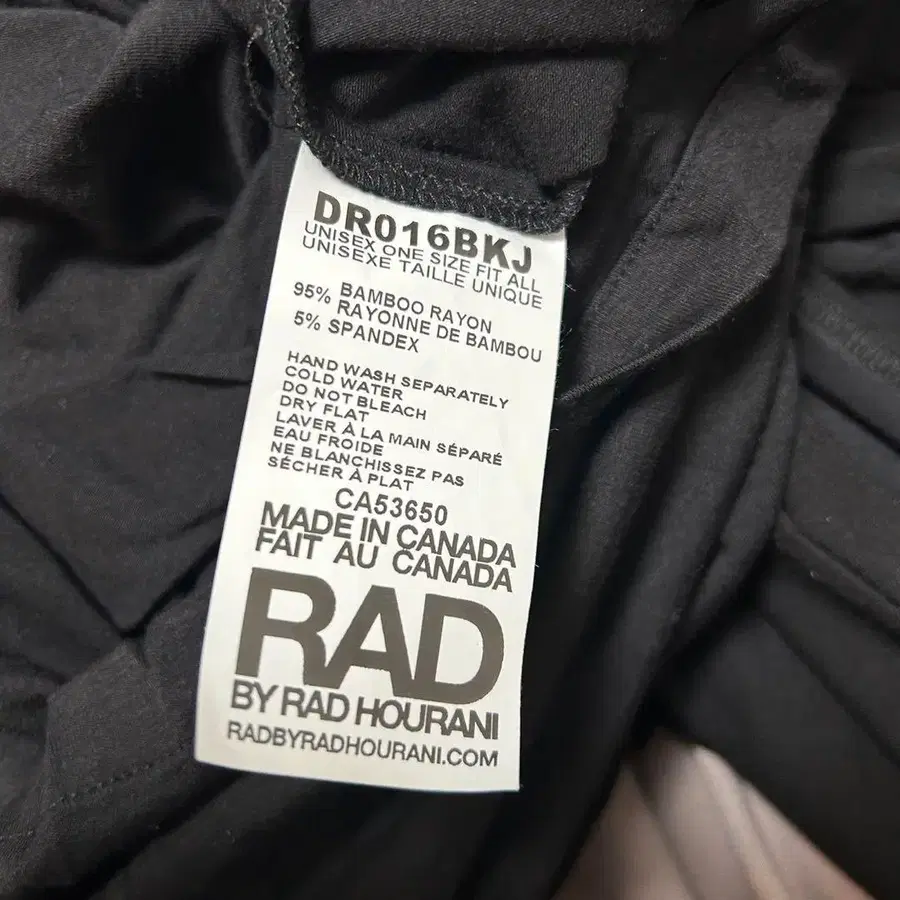 DR016BKJ
UNISEX ONE SIZE FIT ALL
UNISEXE TAILLE UNIQUE
95% BAMBOO RAYON
RAYONNE DE BAMBOU
5% SPANDEX
HAND WASH SEPARATELY
COLD WATER
DO NOT BLEACH
DRY FLAT
LAVER À LA MAIN SÉPARÉ
EAU FROIDE
NE BLANCHISSEZ PAS
SÉCHER À PLAT
CA53650
MADE IN CANADA
FAIT AU CANADA
RAD
BY RAD HOURANI
RADBYRADHOURANI.COM